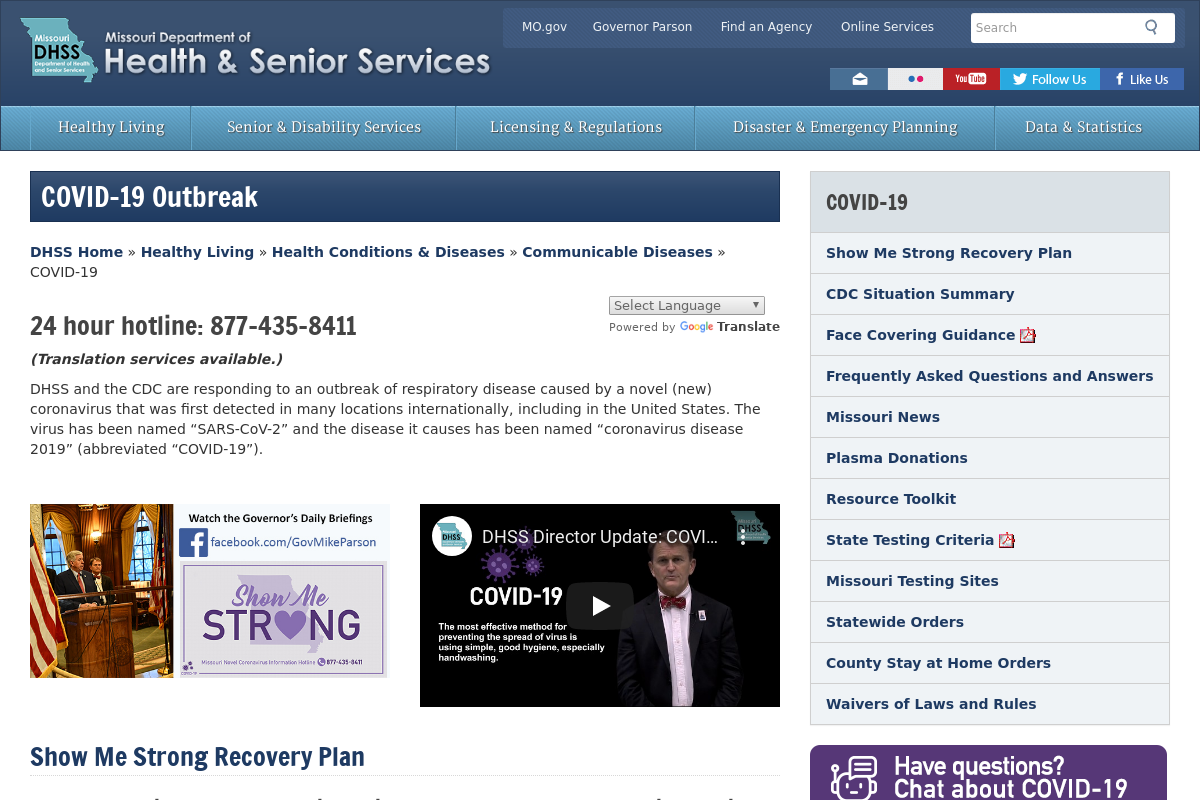 Missouri
DHSS
Department of Health
and Senior Services
Missouri Department of
Health & Senior Services
MO.gov
Governor Parson
Find an Agency
Online Services
Search
You Tube
Follow Us
Like Us
Healthy Living
Senior & Disability Services
Licensing & Regulations
Disaster & Emergency Planning
Data & Statistics
COVID-19 Outbreak
DHSS Home » Healthy Living » Health Conditions & Diseases » Communicable Diseases »
COVID-19
Select Language
Powered by Google Translate
24 hour hotline: 877-435-8411
(Translation services available.)
DHSS and the CDC are responding to an outbreak of respiratory disease caused by a novel (new)
coronavirus that was first detected in many locations internationally, including in the United States. The
virus has been named “SARS-CoV-2” and the disease it causes has been named “coronavirus disease
2019” (abbreviated “COVID-19”).
Watch the Governor's Daily Briefings
facebook.com/GovMikeParson
Show Me
STRONG
Missouri Novel Coronavirus Information Hotline 877-435-8411
DHSS Director Update: COVI...
COVID-19
The most effective method for
preventing the spread of virus is
using simple, good hygiene, especially
handwashing.
Show Me Strong Recovery Plan
COVID-19
Show Me Strong Recovery Plan
CDC Situation Summary
Face Covering Guidance
Frequently Asked Questions and Answers
Missouri News
Plasma Donations
Resource Toolkit
State Testing Criteria
Missouri Testing Sites
Statewide Orders
County Stay at Home Orders
Waivers of Laws and Rules
Have questions?
Chat about COVID-19